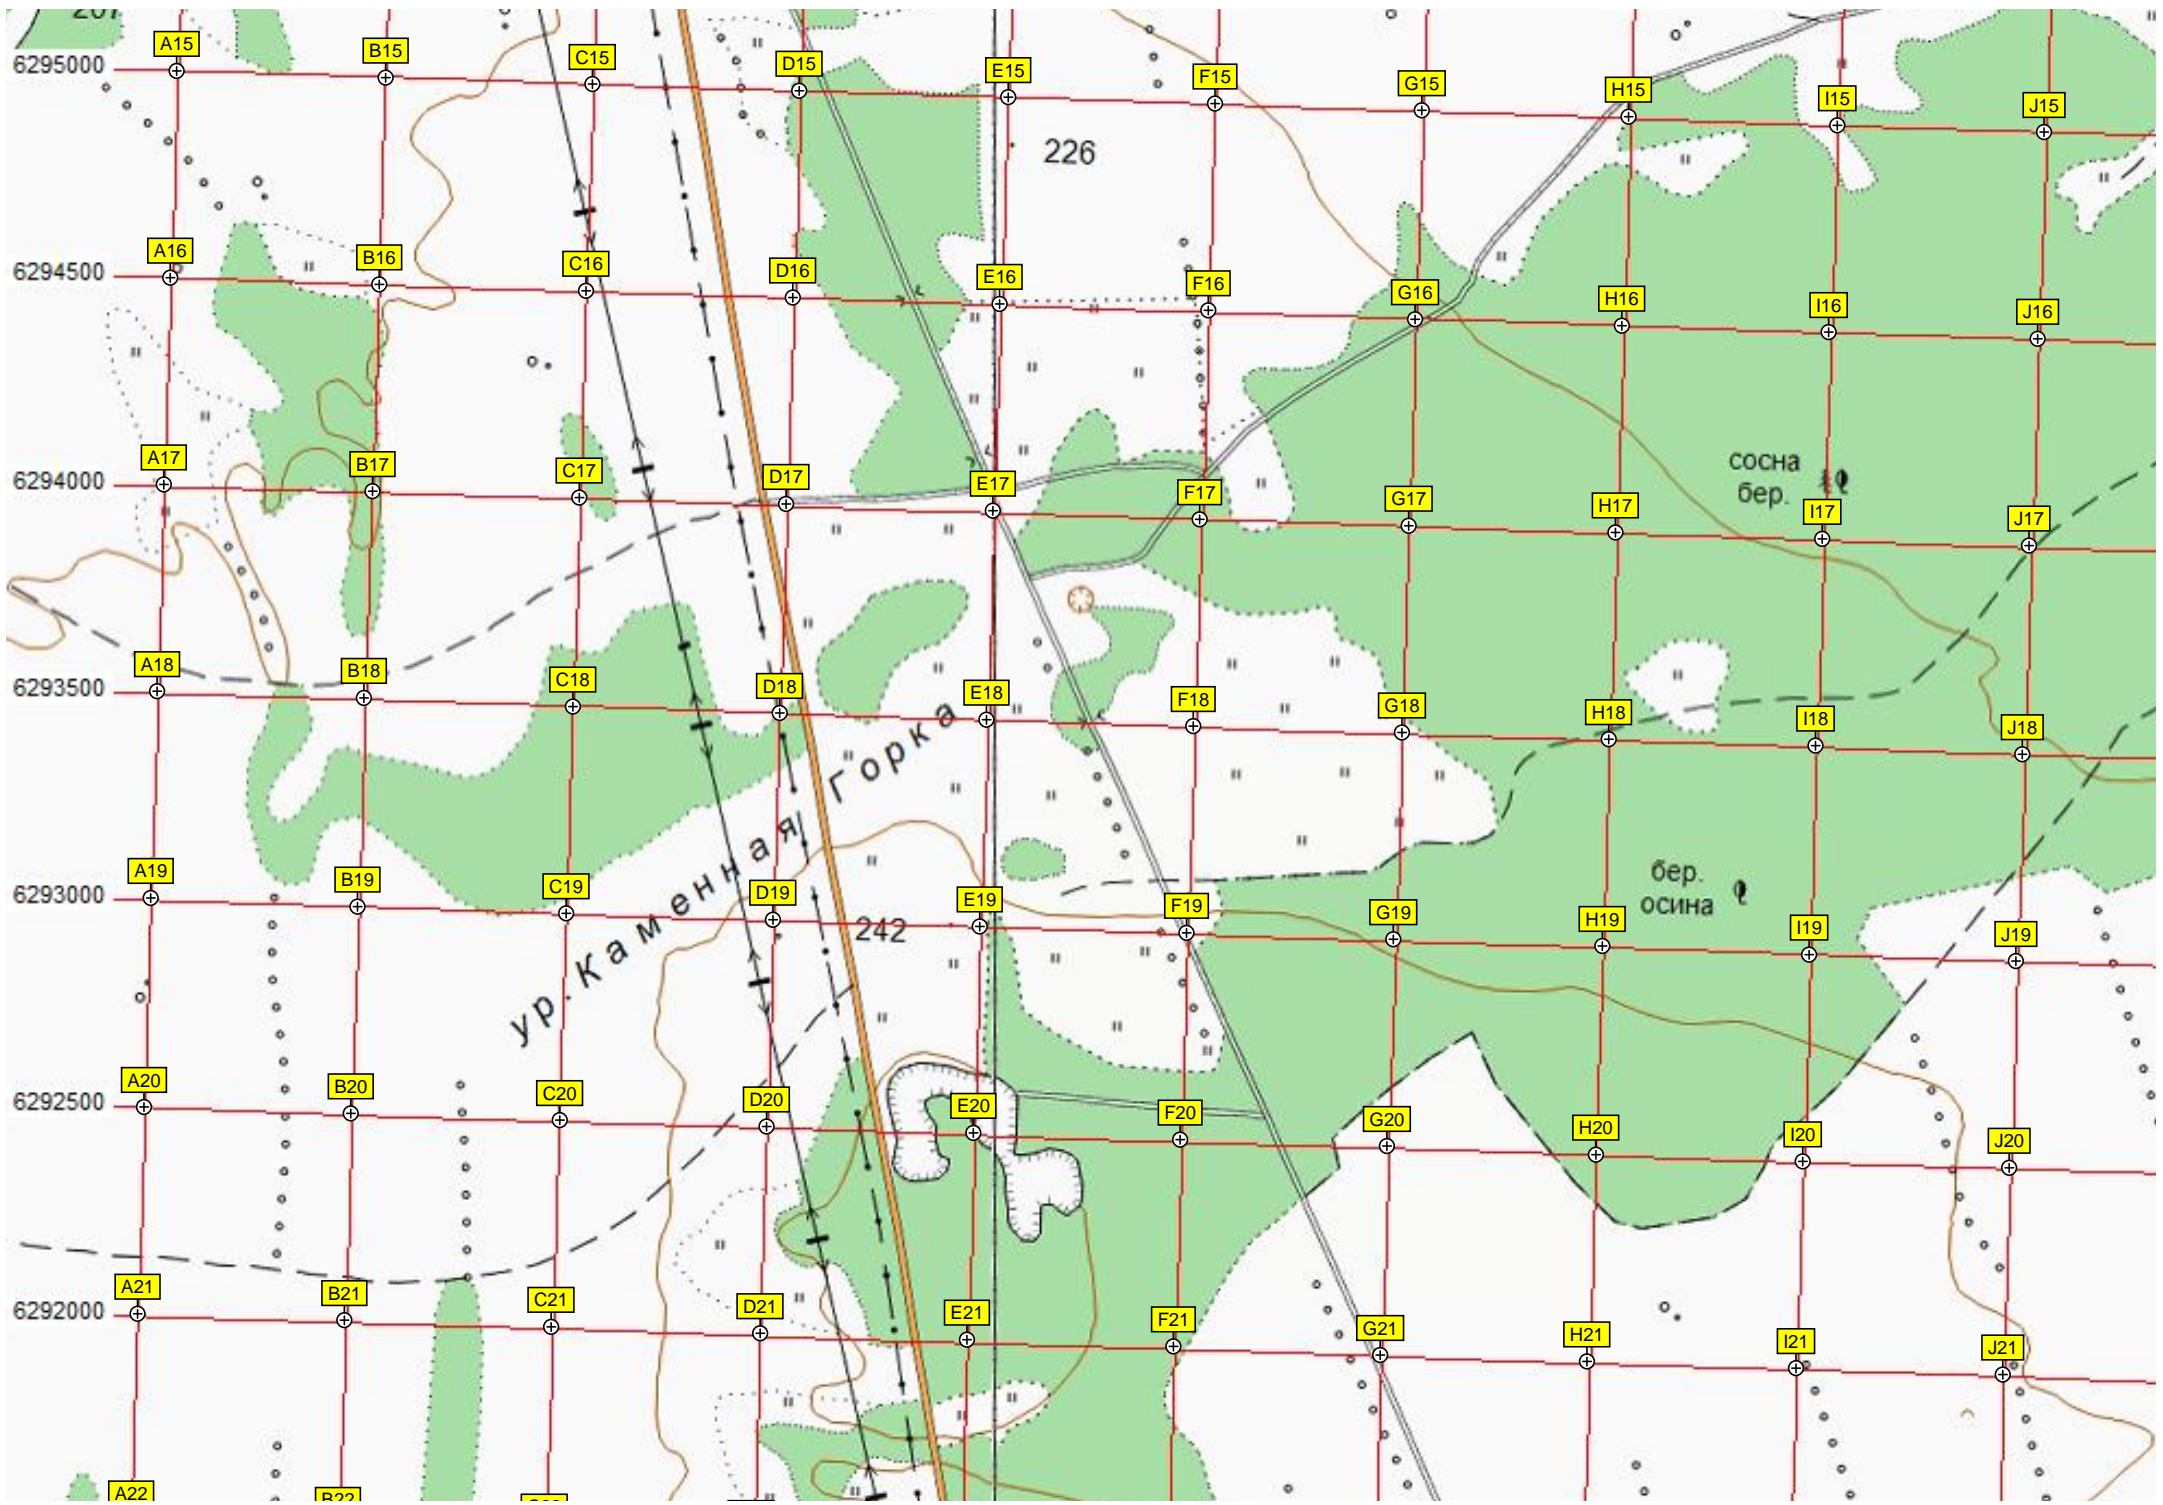 207
A15 B15 C15 D15 E15 F15 G15 H15 I15 J15
6295000
226
A16 B16 C16 D16 E16 F16 G16 H16 I16 J16
6294500
A17 B17 C17 D17 E17 F17 G17 H17 I17 J17
6294000
сосна
бер.
A18 B18 C18 D18 E18 F18 G18 H18 I18 J18
6293500
ур. Каменная Горка
A19 B19 C19 D19 E19 F19 G19 H19 I19 J19
6293000
242
бер.
осина
A20 B20 C20 D20 E20 F20 G20 H20 I20 J20
6292500
A21 B21 C21 D21 E21 F21 G21 H21 I21 J21
6292000
A22 B22